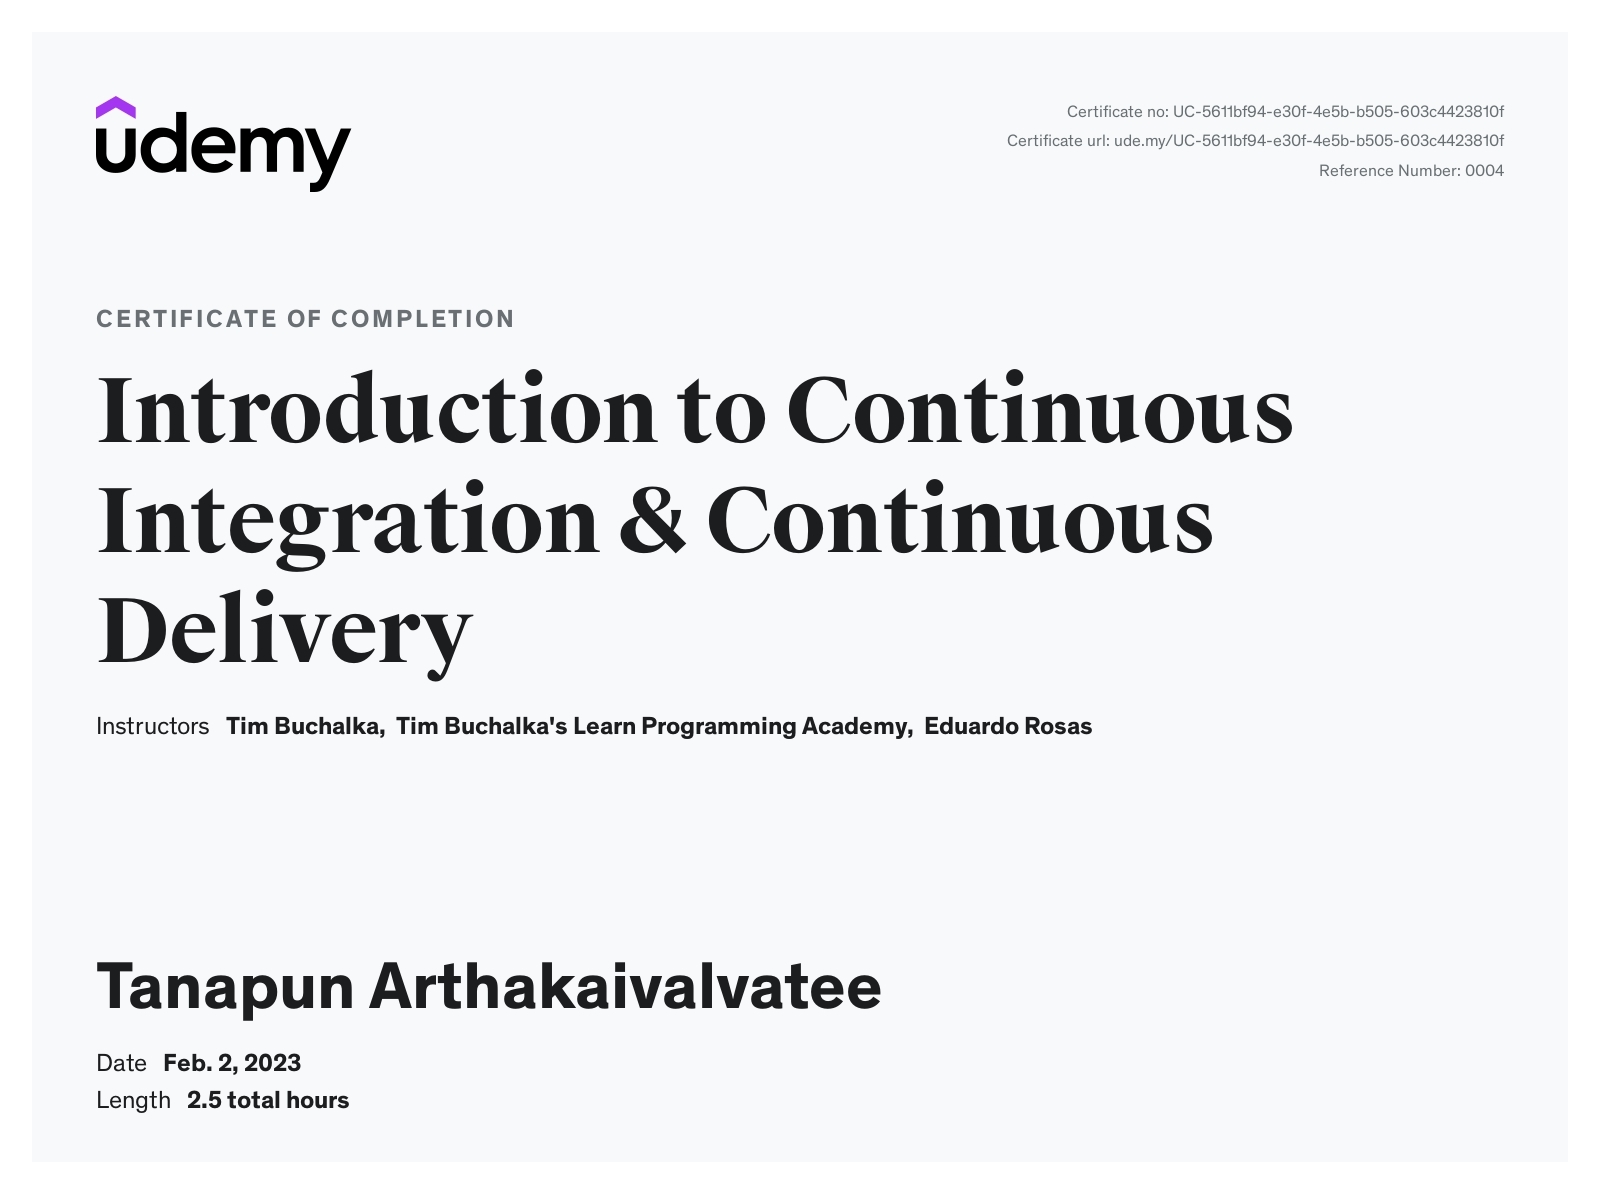 udemy
Certificate no: UC-5611bf94-e30f-4e5b-b505-603c4423810f
Certificate url: ude.my/UC-5611bf94-e30f-4e5b-b505-603c4423810f
Reference Number: 0004
CERTIFICATE OF COMPLETION
Introduction to Continuous
Integration & Continuous
Delivery
Instructors Tim Buchalka, Tim Buchalka's Learn Programming Academy, Eduardo Rosas
Tanapun Arthakaivalvatee
Date Feb. 2, 2023
Length 2.5 total hours